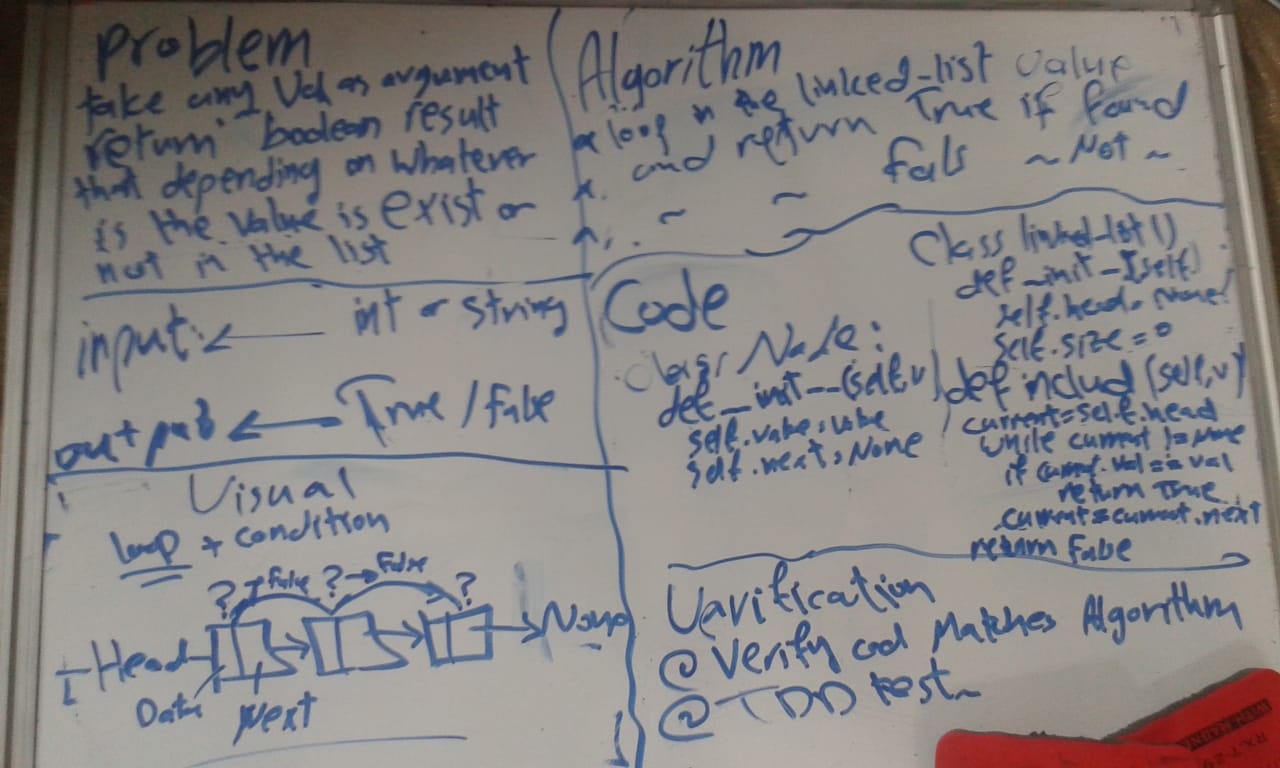 problem
take any Val as argument
return boolean result
that depending on whatever
is the value is exist or
not in the list
input: ← int or string
output ← True / false
Visual
loop + condition
? → false ? → False ?
Head → None
Data Next
Algorithm
* loop in the linked_list value
* and return True if found
~ ~ fals ~ Not ~
Code
class Node:
def __init__(self,v)
self.value = value
self.next = None
Class linked_list()
def _init_(self)
self.head = None
self.size = 0
def includ (self,v)
current = self.head
while current != None
if current.val == val
return True
current = current.next
return False
Varification
@ Verify cod Matches Algorithm
@ TDD test~